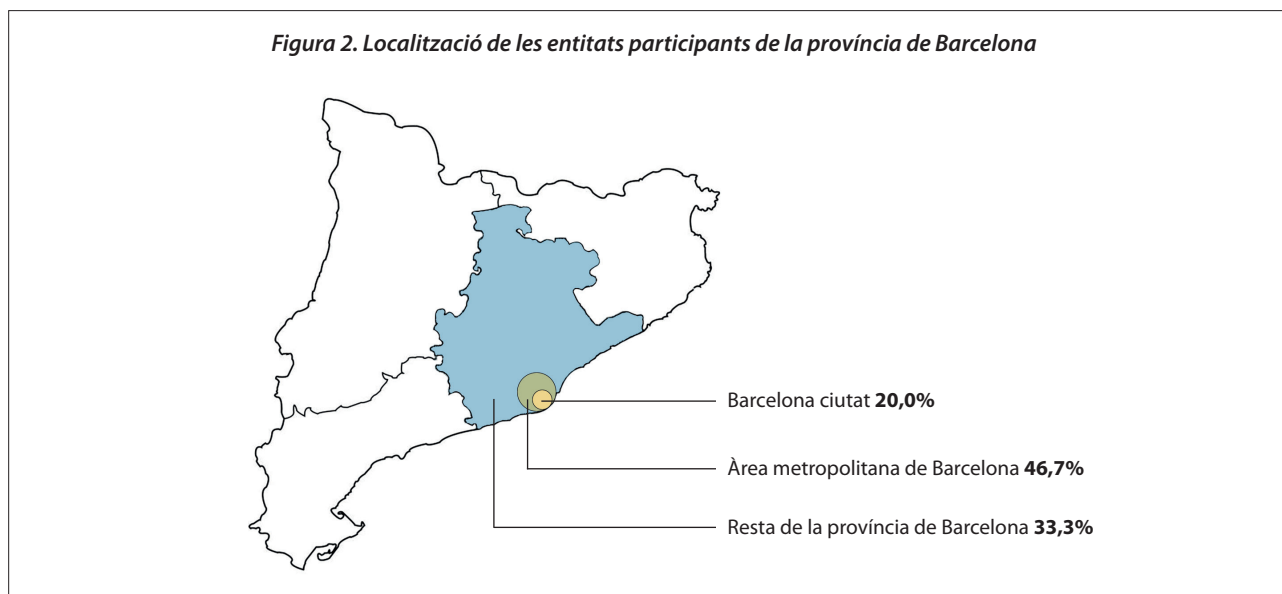 Figura 2. Localització de les entitats participants de la província de Barcelona
Barcelona ciutat 20,0%
Àrea metropolitana de Barcelona 46,7%
Resta de la província de Barcelona 33,3%